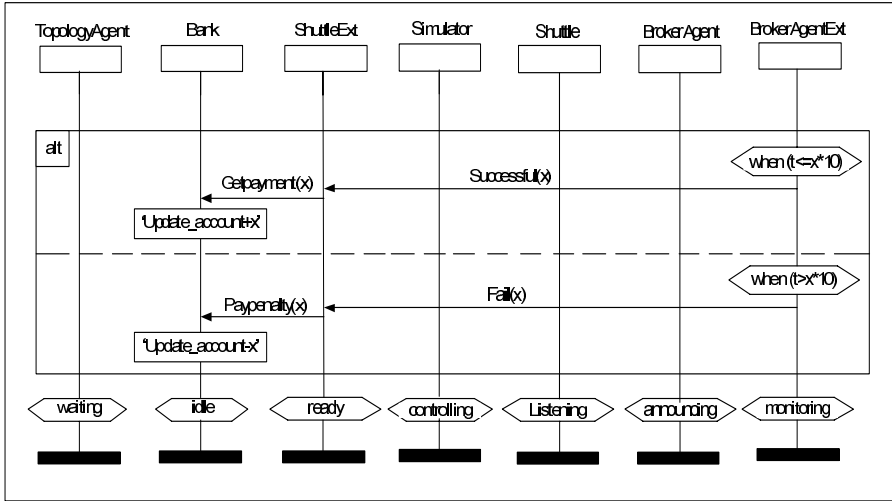 TopologyAgent Bank ShuttleExt Simulator Shuttle BrokerAgent BrokerAgentExt
alt
when (t<=x*10)
Successful(x)
Getpayment(x)
'Update_account+x'
when (t>x*10)
Fail(x)
Paypenalty(x)
'Update_account-x'
waiting idle ready controlling Listening announcing monitoring